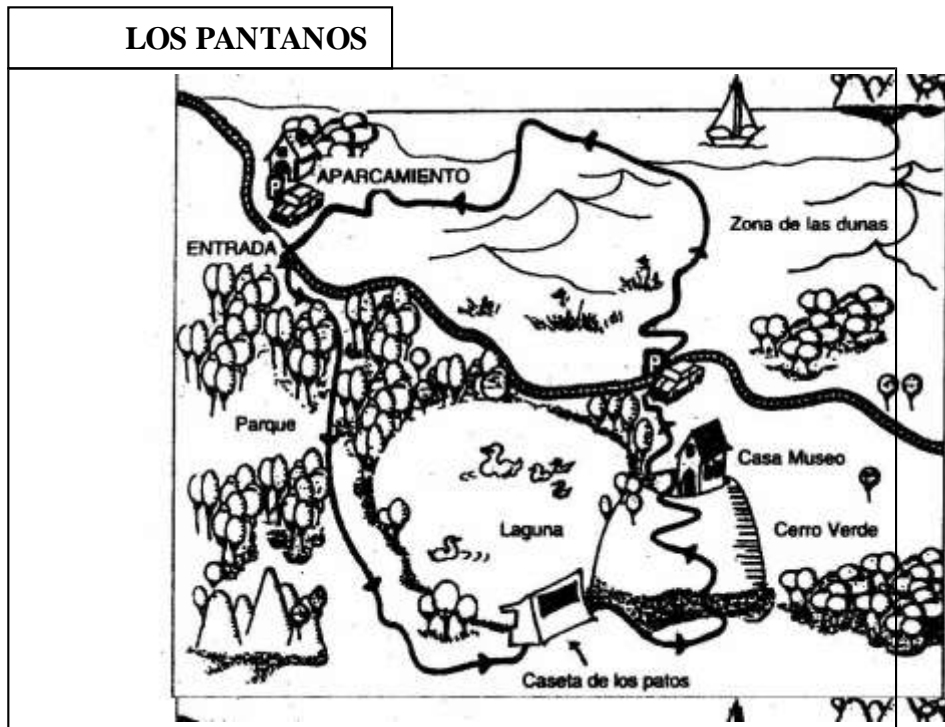 LOS PANTANOS
APARCAMIENTO
P
Zona de las dunas
ENTRADA
P
Parque
Casa Museo
Laguna
Cerro Verde
Caseta de los patos